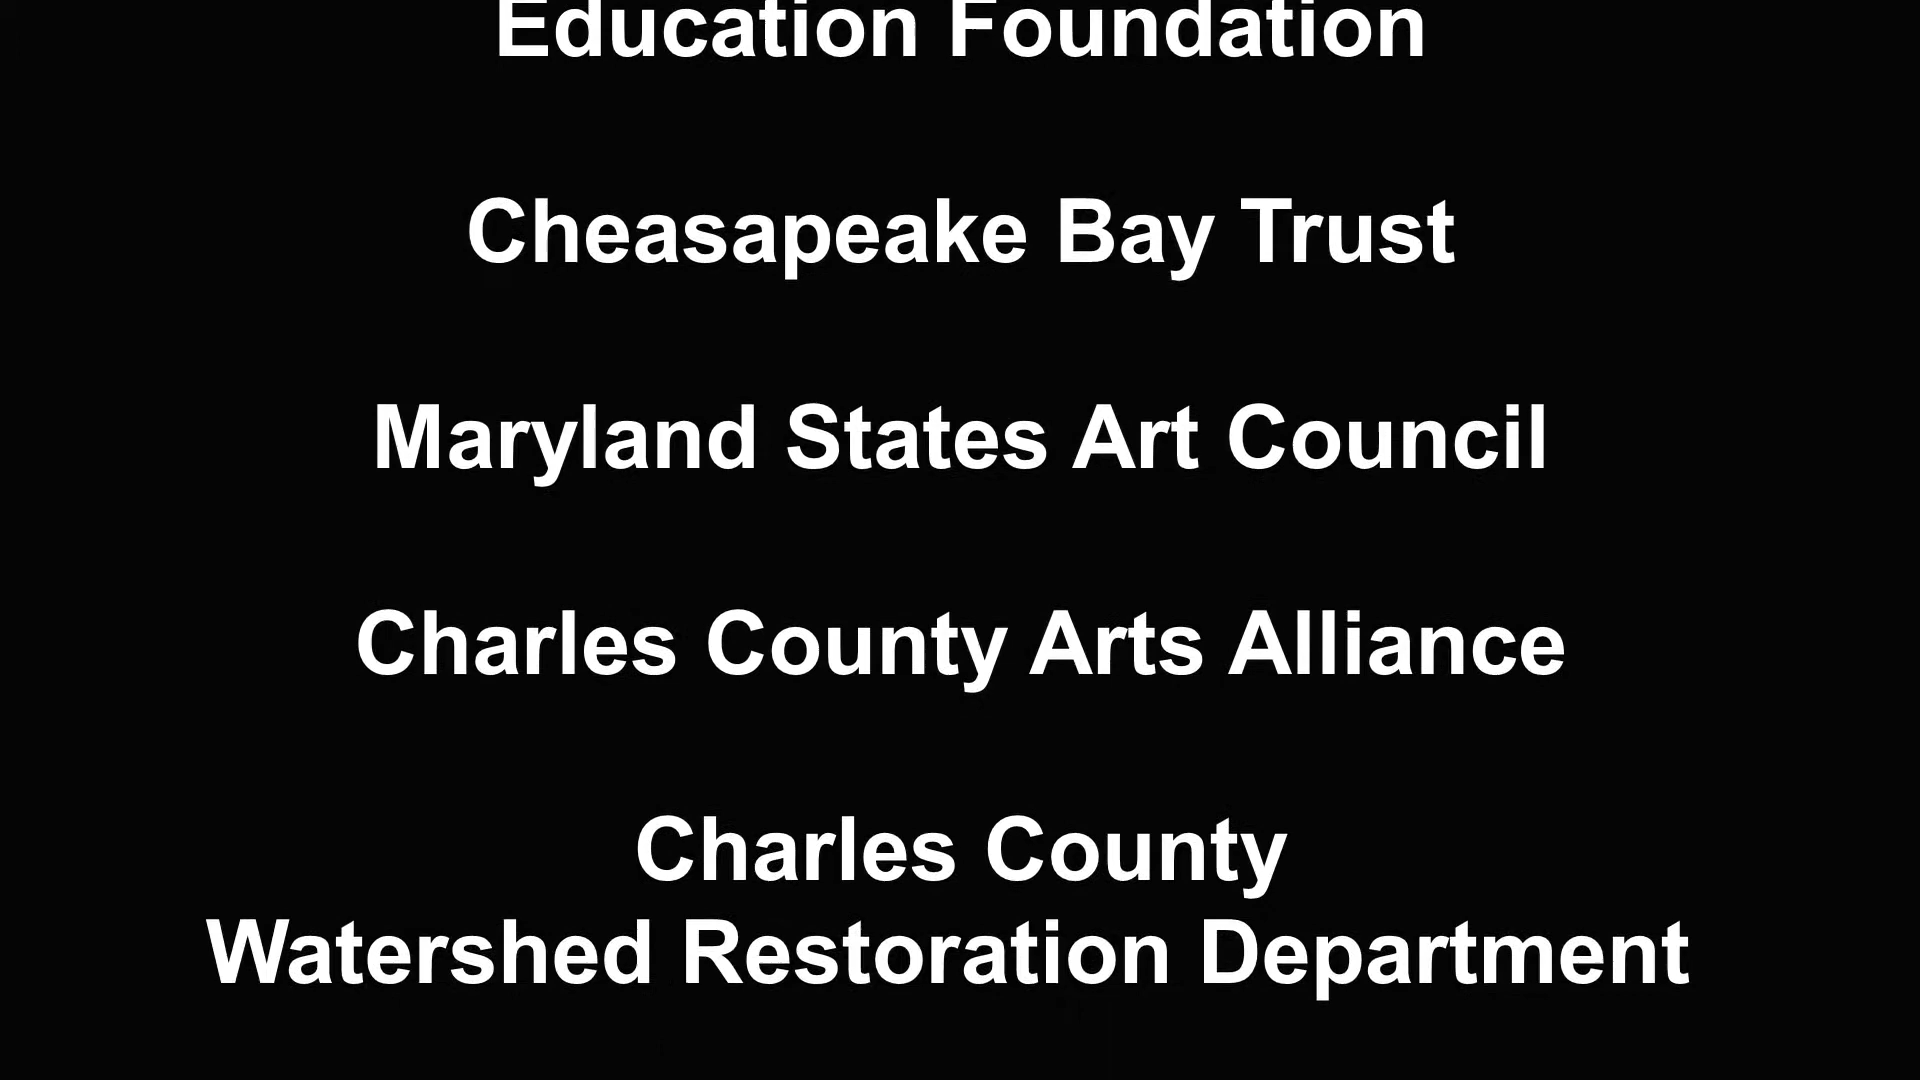 Education Foundation
Cheasapeake Bay Trust
Maryland States Art Council
Charles County Arts Alliance
Charles County
Watershed Restoration Department